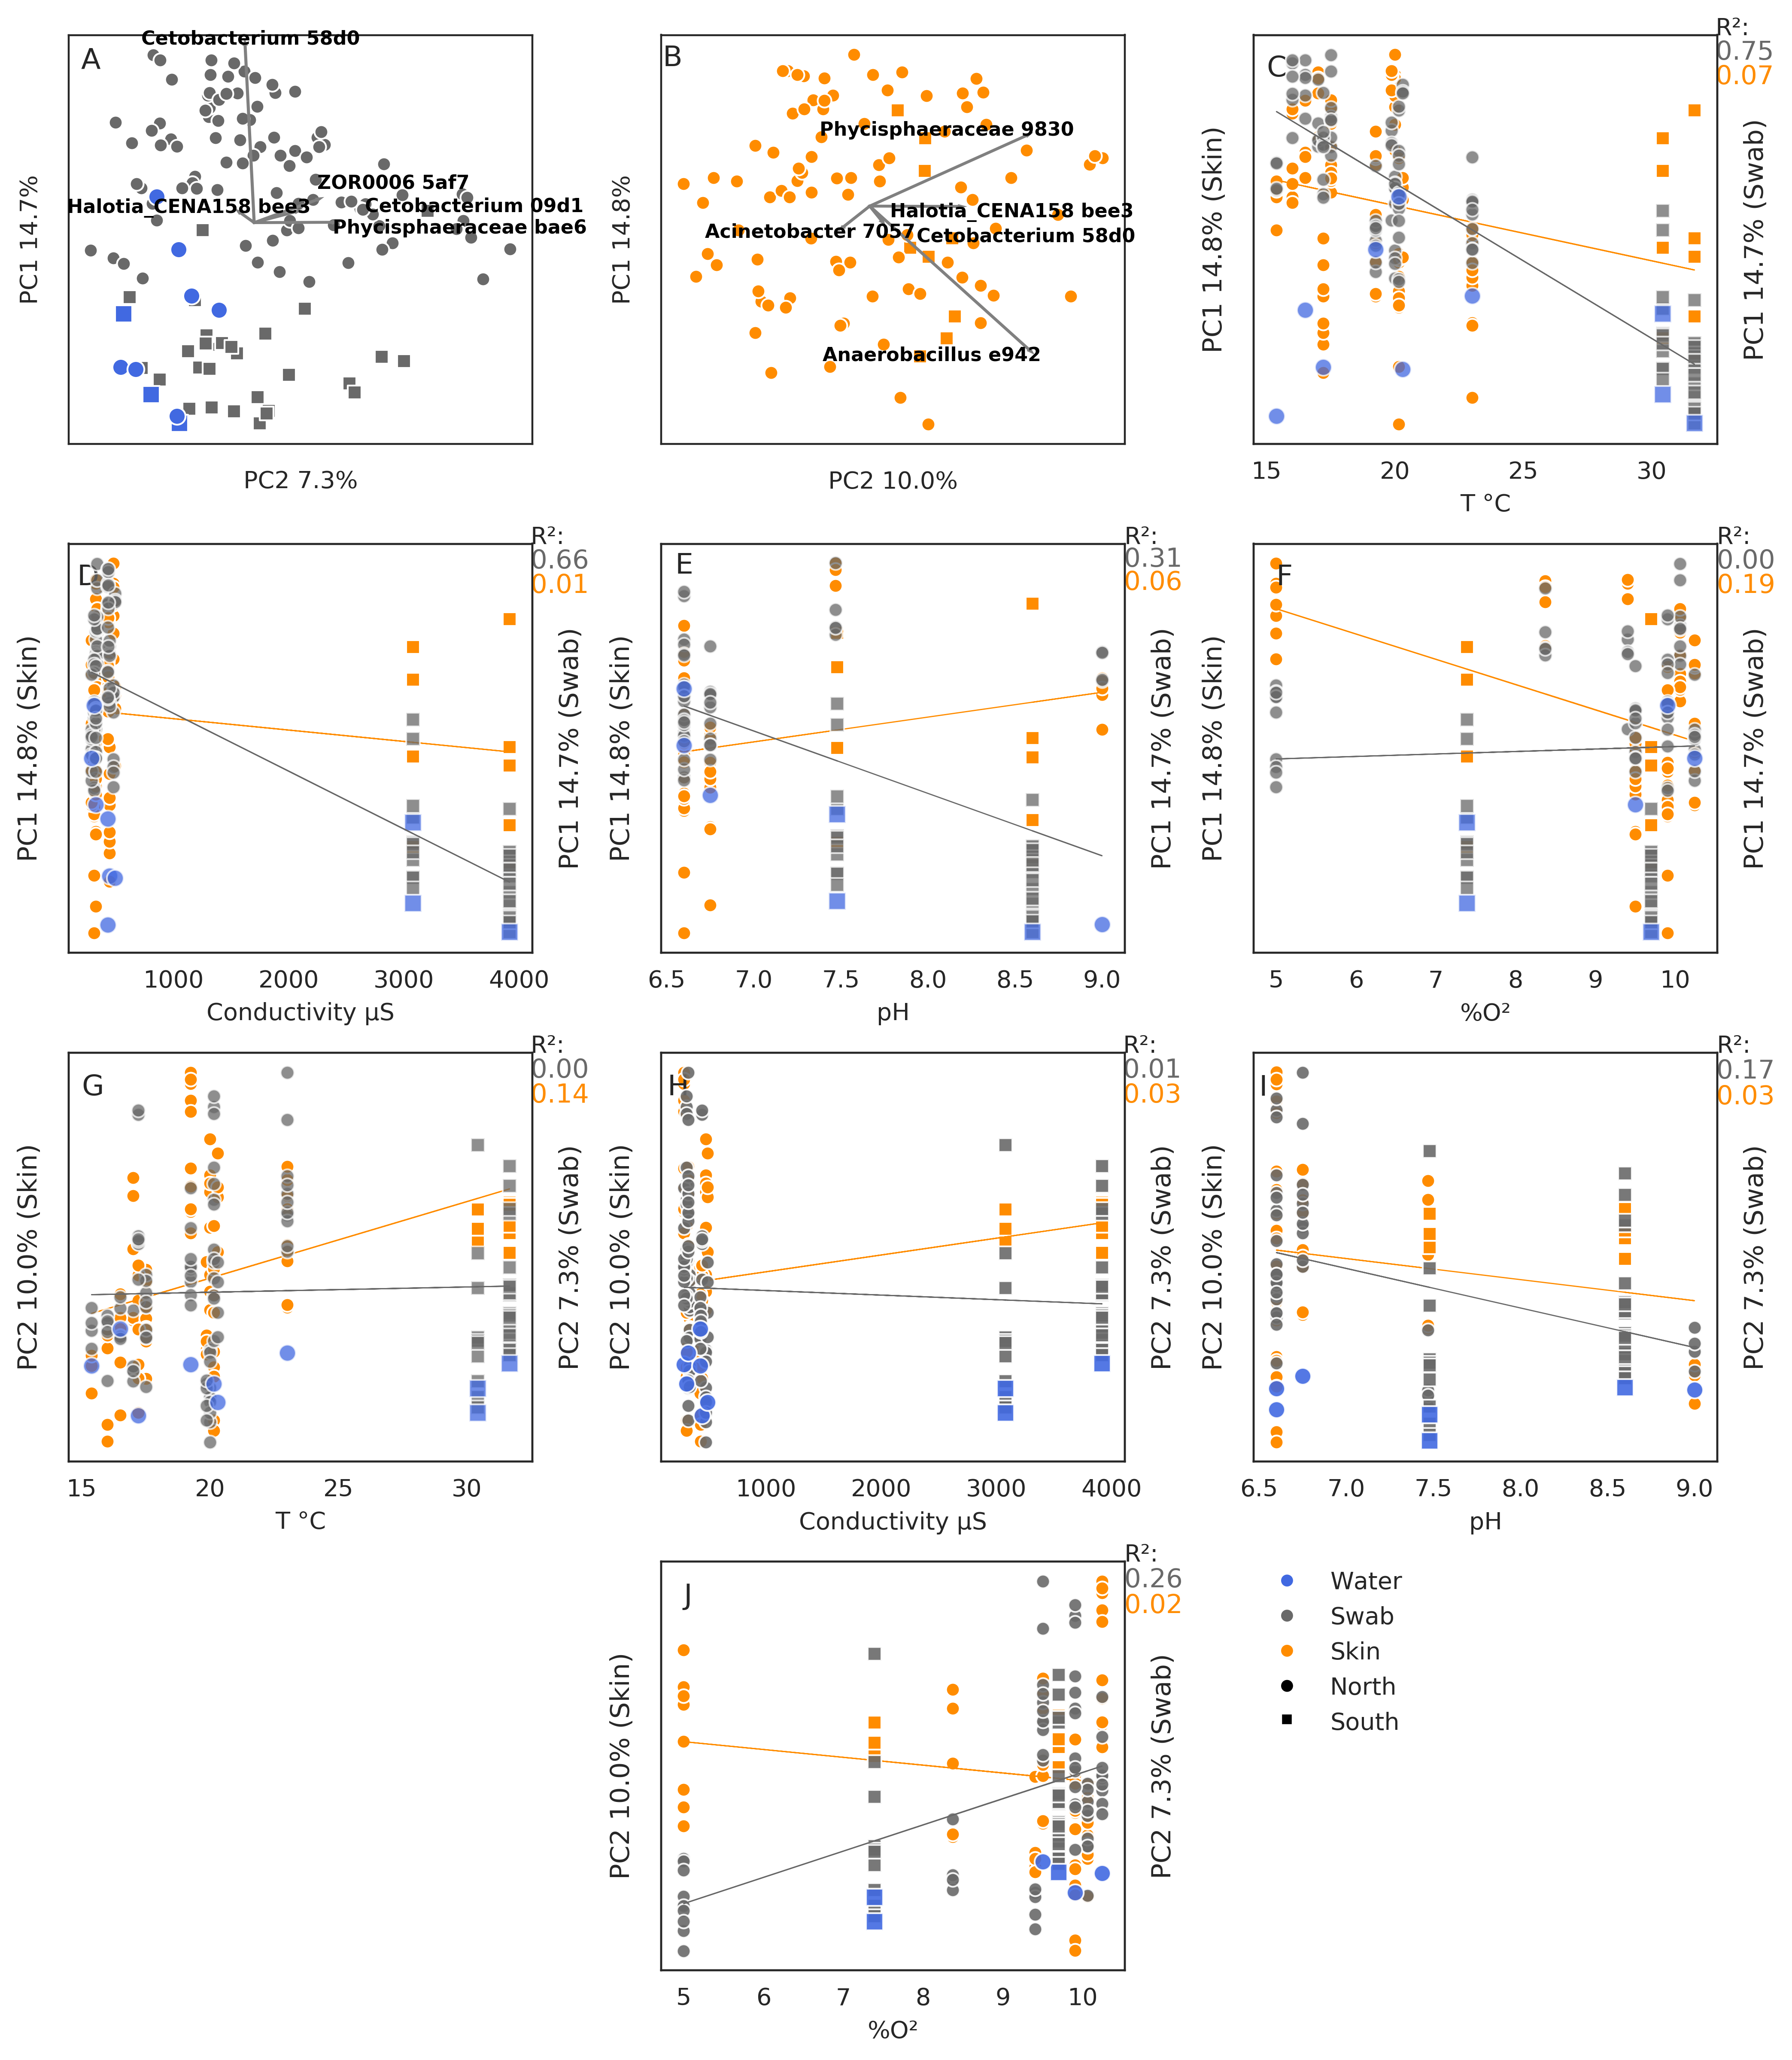 A
Cetobacterium 58d0
ZOR0006 5af7
Halotia_CENA158 bee3
Cetobacterium 09d1
Phycisphaeraceae bae6
PC1 14.7%
PC2 7.3%
B
Phycisphaeraceae 9830
Halotia_CENA158 bee3
Acinetobacter 7057
Cetobacterium 58d0
Anaerobacillus e942
PC1 14.8%
PC2 10.0%
C
R²:
0.75
0.07
PC1 14.8% (Skin)
PC1 14.7% (Swab)
15 20 25 30
T °C
D
R²:
0.66
0.01
PC1 14.8% (Skin)
PC1 14.7% (Swab)
1000 2000 3000 4000
Conductivity µS
E
R²:
0.31
0.06
PC1 14.8% (Skin)
PC1 14.7% (Swab)
6.5 7.0 7.5 8.0 8.5 9.0
pH
F
R²:
0.00
0.19
PC1 14.8% (Skin)
PC1 14.7% (Swab)
5 6 7 8 9 10
%O²
G
R²:
0.00
0.14
PC2 10.0% (Skin)
PC2 7.3% (Swab)
15 20 25 30
T °C
H
R²:
0.01
0.03
PC2 10.0% (Skin)
PC2 7.3% (Swab)
1000 2000 3000 4000
Conductivity µS
I
R²:
0.17
0.03
PC2 10.0% (Skin)
PC2 7.3% (Swab)
6.5 7.0 7.5 8.0 8.5 9.0
pH
J
R²:
0.26
0.02
PC2 10.0% (Skin)
PC2 7.3% (Swab)
5 6 7 8 9 10
%O²
Water
Swab
Skin
North
South